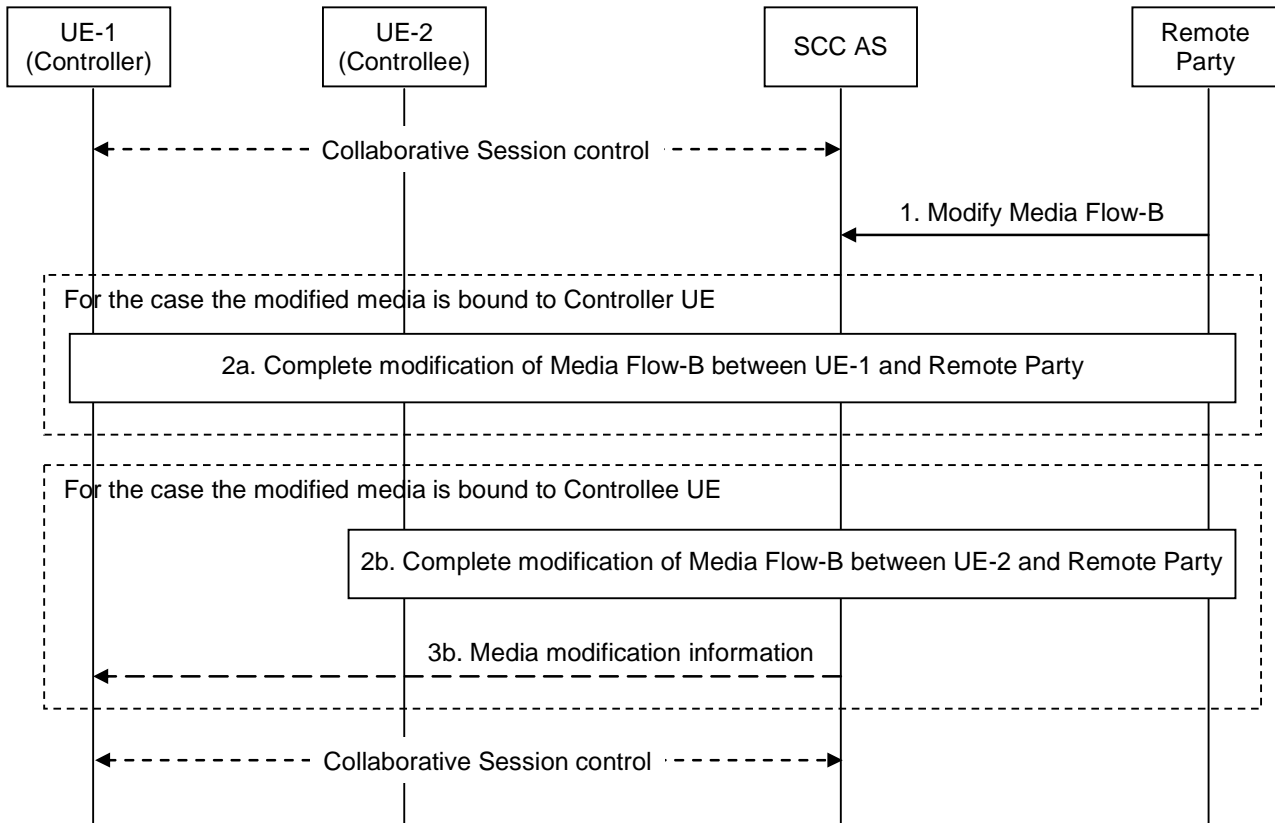 UE-1
(Controller)
UE-2
(Controllee)
SCC AS
Remote
Party
Collaborative Session control
1. Modify Media Flow-B
For the case the modified media is bound to Controller UE
2a. Complete modification of Media Flow-B between UE-1 and Remote Party
For the case the modified media is bound to Controllee UE
2b. Complete modification of Media Flow-B between UE-2 and Remote Party
3b. Media modification information
Collaborative Session control